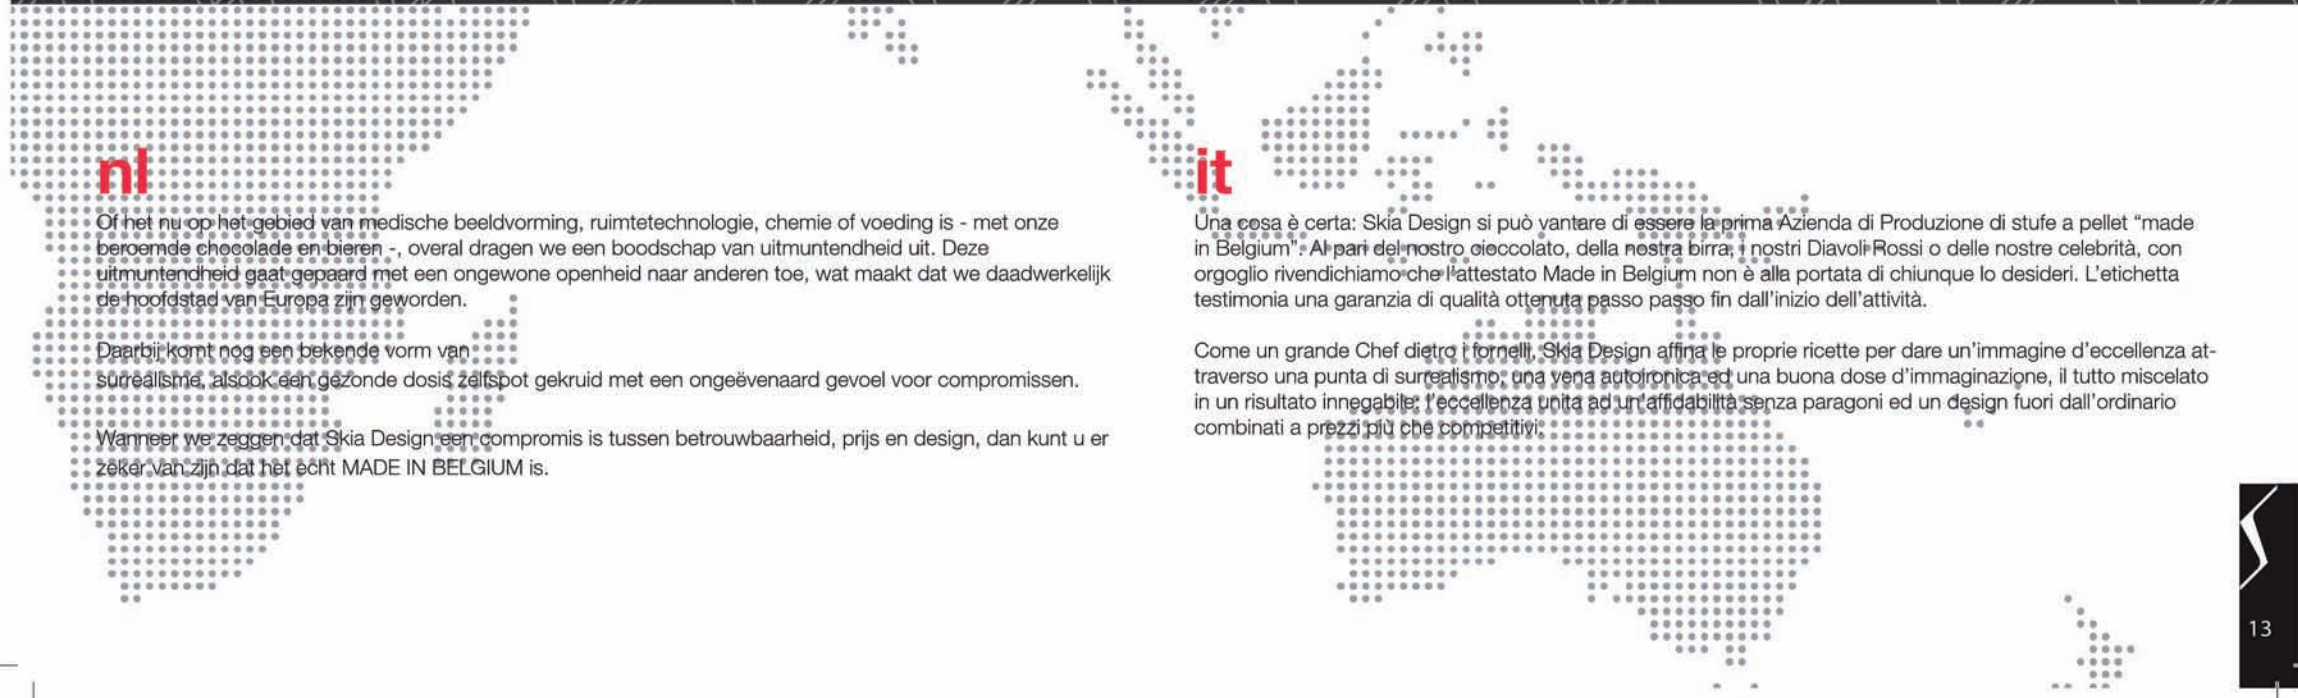 nl
Of het nu op het gebied van medische beeldvorming, ruimtetechnologie, chemie of voeding is - met onze
beroemde chocolade en bieren -, overal dragen we een boodschap van uitmuntendheid uit. Deze
uitmuntendheid gaat gepaard met een ongewone openheid naar anderen toe, wat maakt dat we daadwerkelijk
de hoofdstad van Europa zijn geworden.
Daarbij komt nog een bekende vorm van
surrealisme, alsook een gezonde dosis zelfspot gekruid met een ongeëvenaard gevoel voor compromissen.
Wanneer we zeggen dat Skia Design een compromis is tussen betrouwbaarheid, prijs en design, dan kunt u er
zeker van zijn dat het echt MADE IN BELGIUM is.
it
Una cosa è certa: Skia Design si può vantare di essere la prima Azienda di Produzione di stufe a pellet “made
in Belgium”. Al pari del nostro cioccolato, della nostra birra, i nostri Diavoli Rossi o delle nostre celebrità, con
orgoglio rivendichiamo che l'attestato Made in Belgium non è alla portata di chiunque lo desideri. L'etichetta
testimonia una garanzia di qualità ottenuta passo passo fin dall'inizio dell'attività.
Come un grande Chef dietro i fornelli, Skia Design affina le proprie ricette per dare un'immagine d'eccellenza at-
traverso una punta di surrealismo, una vena autoironica ed una buona dose d'immaginazione, il tutto miscelato
in un risultato innegabile: l'eccellenza unita ad un'affidabilità senza paragoni ed un design fuori dall'ordinario
combinati a prezzi più che competitivi.
13